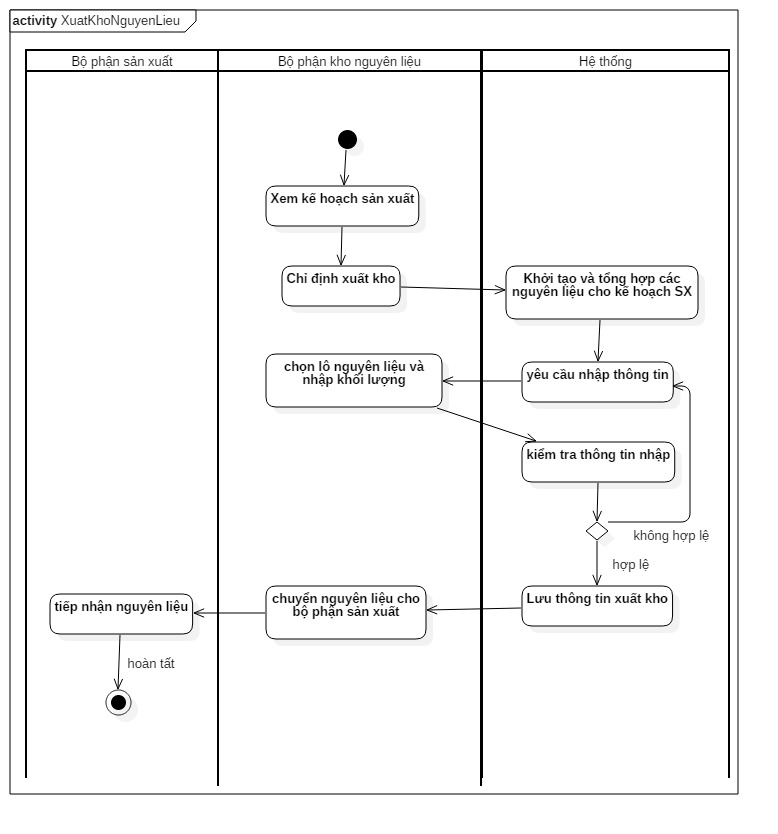 activity XuatKhoNguyenLieu
Bộ phận sản xuất
Bộ phận kho nguyên liệu
Hệ thống
Xem kế hoạch sản xuất
Chỉ định xuất kho
Khởi tạo và tổng hợp các
nguyên liệu cho kế hoạch SX
chọn lô nguyên liệu và
nhập khối lượng
yêu cầu nhập thông tin
kiểm tra thông tin nhập
không hợp lệ
hợp lệ
Lưu thông tin xuất kho
chuyển nguyên liệu cho
bộ phận sản xuất
tiếp nhận nguyên liệu
hoàn tất